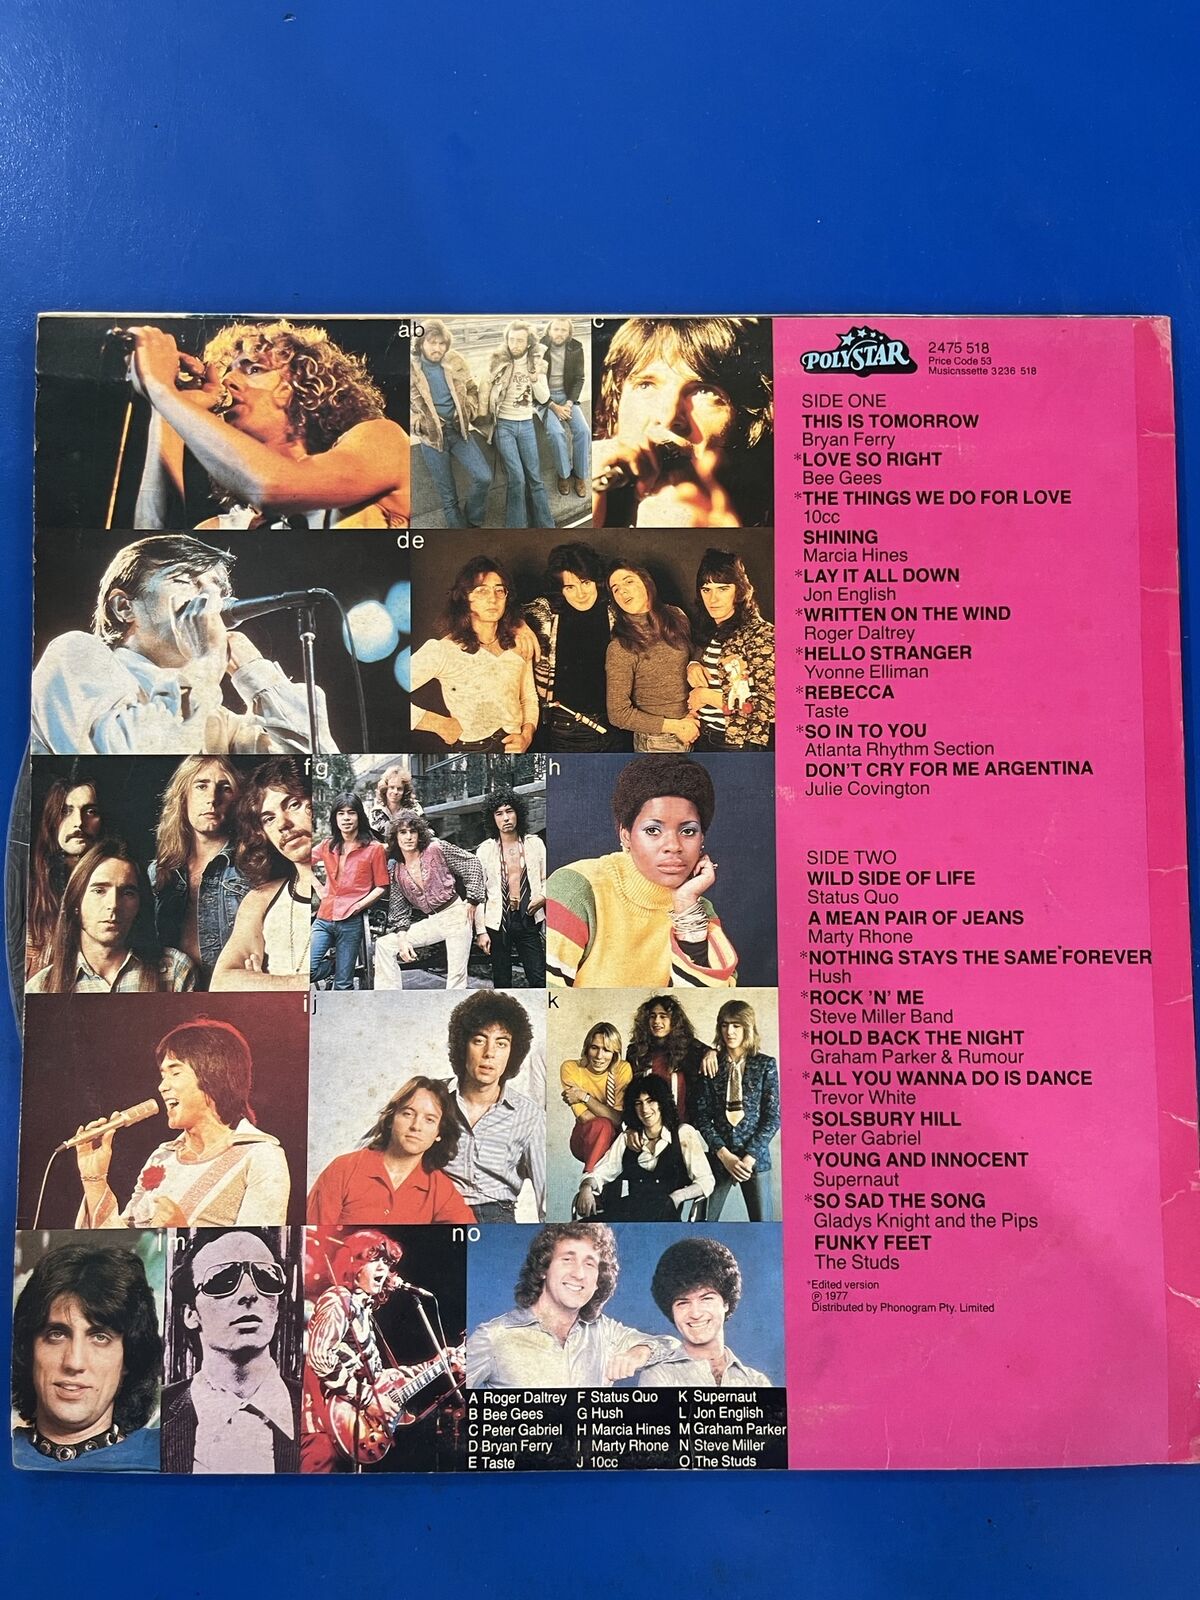 ab
c
de
fg
h
ij
k
lm
no
A Roger Daltrey
B Bee Gees
C Peter Gabriel
D Bryan Ferry
E Taste
F Status Quo
G Hush
H Marcia Hines
I Marty Rhone
J 10cc
K Supernaut
L Jon English
M Graham Parker
N Steve Miller
O The Studs
POLYSTAR
2475 518
Price Code 53
Musicassette 3236 518
SIDE ONE
THIS IS TOMORROW
Bryan Ferry
*LOVE SO RIGHT
Bee Gees
*THE THINGS WE DO FOR LOVE
10cc
SHINING
Marcia Hines
*LAY IT ALL DOWN
Jon English
*WRITTEN ON THE WIND
Roger Daltrey
*HELLO STRANGER
Yvonne Elliman
*REBECCA
Taste
*SO IN TO YOU
Atlanta Rhythm Section
DON'T CRY FOR ME ARGENTINA
Julie Covington
SIDE TWO
WILD SIDE OF LIFE
Status Quo
A MEAN PAIR OF JEANS
Marty Rhone
*NOTHING STAYS THE SAME FOREVER
Hush
*ROCK 'N' ME
Steve Miller Band
*HOLD BACK THE NIGHT
Graham Parker & Rumour
*ALL YOU WANNA DO IS DANCE
Trevor White
*SOLSBURY HILL
Peter Gabriel
*YOUNG AND INNOCENT
Supernaut
*SO SAD THE SONG
Gladys Knight and the Pips
FUNKY FEET
The Studs
*Edited version
℗ 1977
Distributed by Phonogram Pty. Limited